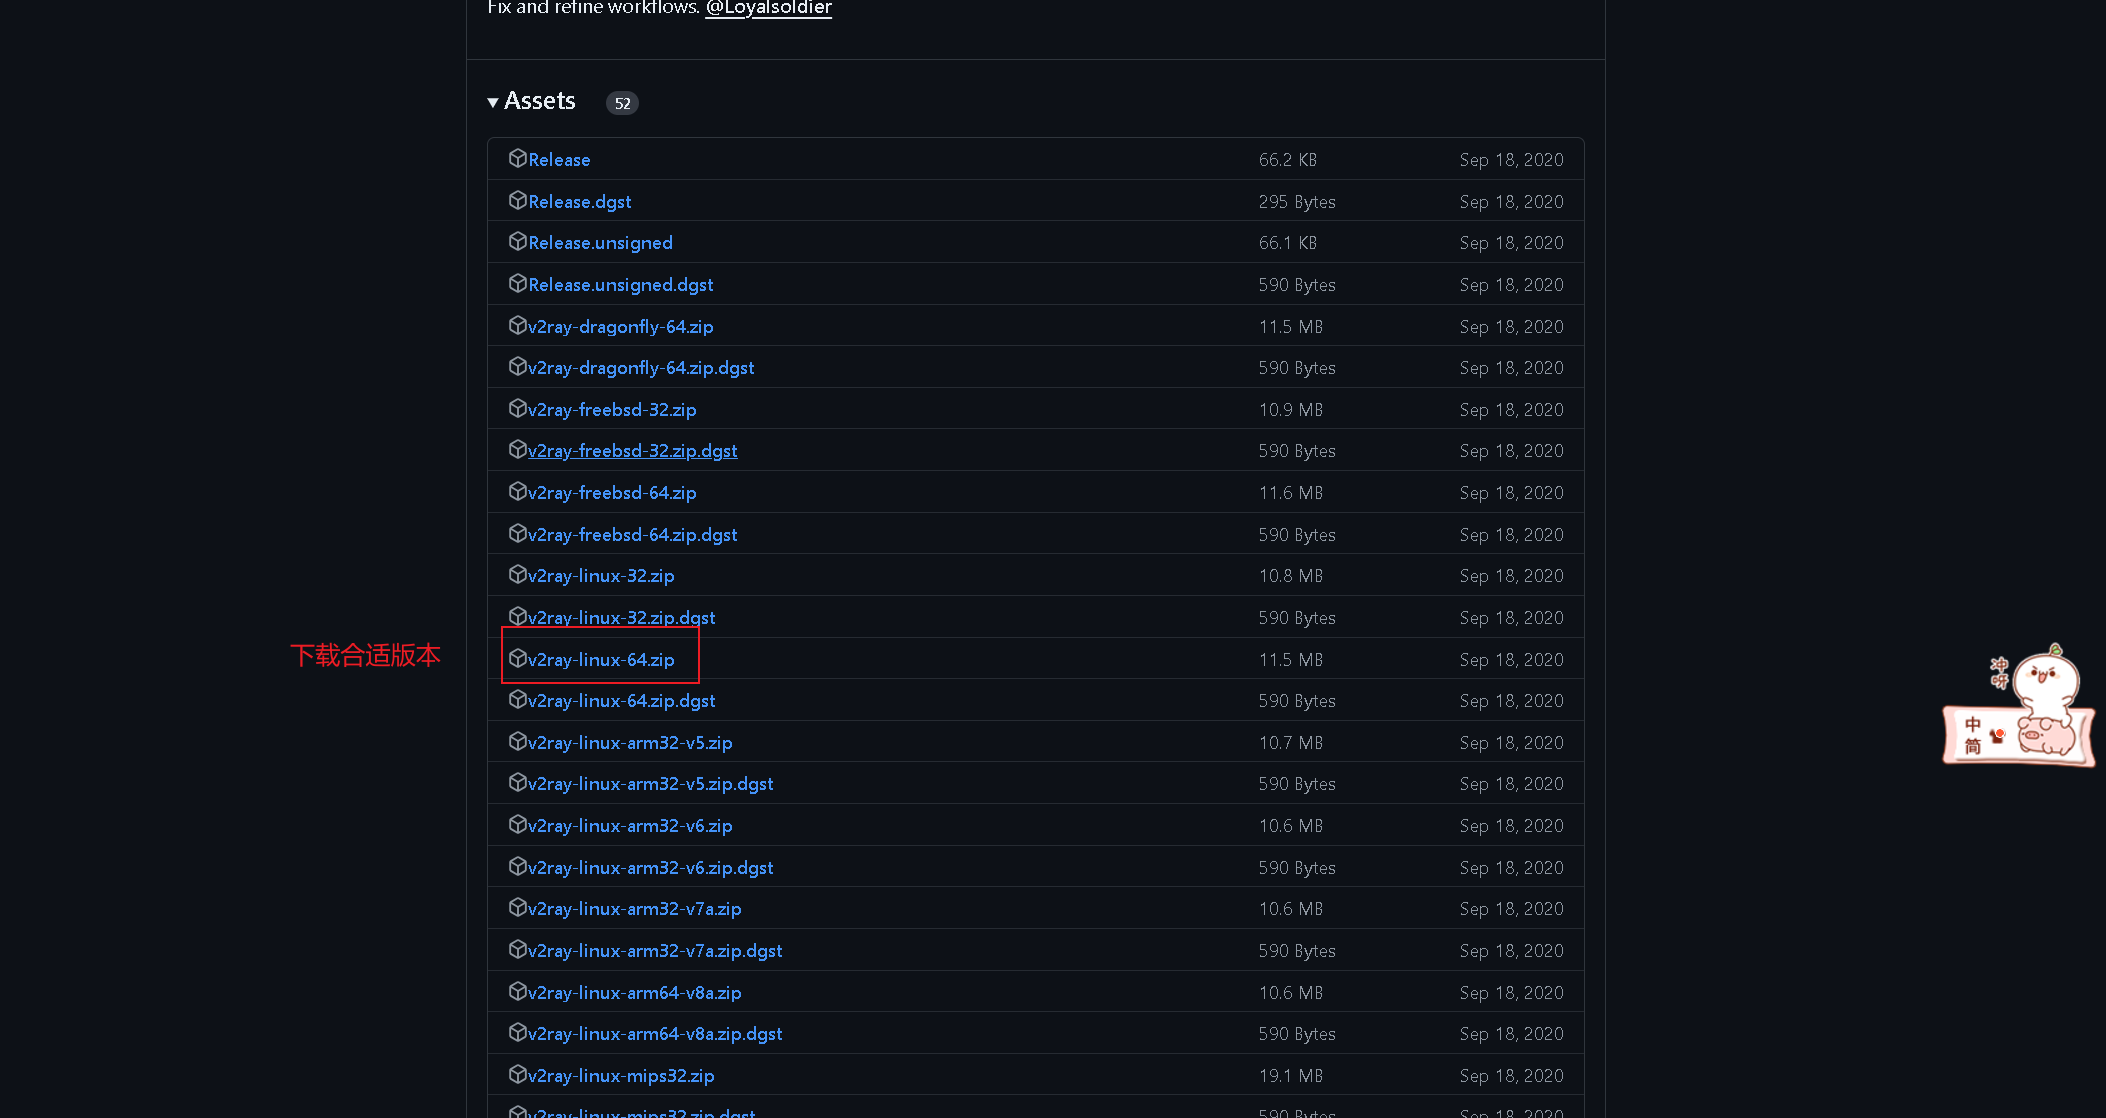 Fix and refine workflows. @Loyalsoldier
Assets 52
Release 66.2 KB Sep 18, 2020
Release.dgst 295 Bytes Sep 18, 2020
Release.unsigned 66.1 KB Sep 18, 2020
Release.unsigned.dgst 590 Bytes Sep 18, 2020
v2ray-dragonfly-64.zip 11.5 MB Sep 18, 2020
v2ray-dragonfly-64.zip.dgst 590 Bytes Sep 18, 2020
v2ray-freebsd-32.zip 10.9 MB Sep 18, 2020
v2ray-freebsd-32.zip.dgst 590 Bytes Sep 18, 2020
v2ray-freebsd-64.zip 11.6 MB Sep 18, 2020
v2ray-freebsd-64.zip.dgst 590 Bytes Sep 18, 2020
v2ray-linux-32.zip 10.8 MB Sep 18, 2020
v2ray-linux-32.zip.dgst 590 Bytes Sep 18, 2020
下载合适版本
v2ray-linux-64.zip 11.5 MB Sep 18, 2020
v2ray-linux-64.zip.dgst 590 Bytes Sep 18, 2020
v2ray-linux-arm32-v5.zip 10.7 MB Sep 18, 2020
v2ray-linux-arm32-v5.zip.dgst 590 Bytes Sep 18, 2020
v2ray-linux-arm32-v6.zip 10.6 MB Sep 18, 2020
v2ray-linux-arm32-v6.zip.dgst 590 Bytes Sep 18, 2020
v2ray-linux-arm32-v7a.zip 10.6 MB Sep 18, 2020
v2ray-linux-arm32-v7a.zip.dgst 590 Bytes Sep 18, 2020
v2ray-linux-arm64-v8a.zip 10.6 MB Sep 18, 2020
v2ray-linux-arm64-v8a.zip.dgst 590 Bytes Sep 18, 2020
v2ray-linux-mips32.zip 19.1 MB Sep 18, 2020
v2ray-linux-mips32.zip.dgst 590 Bytes Sep 18, 2020
冲呀
中
简